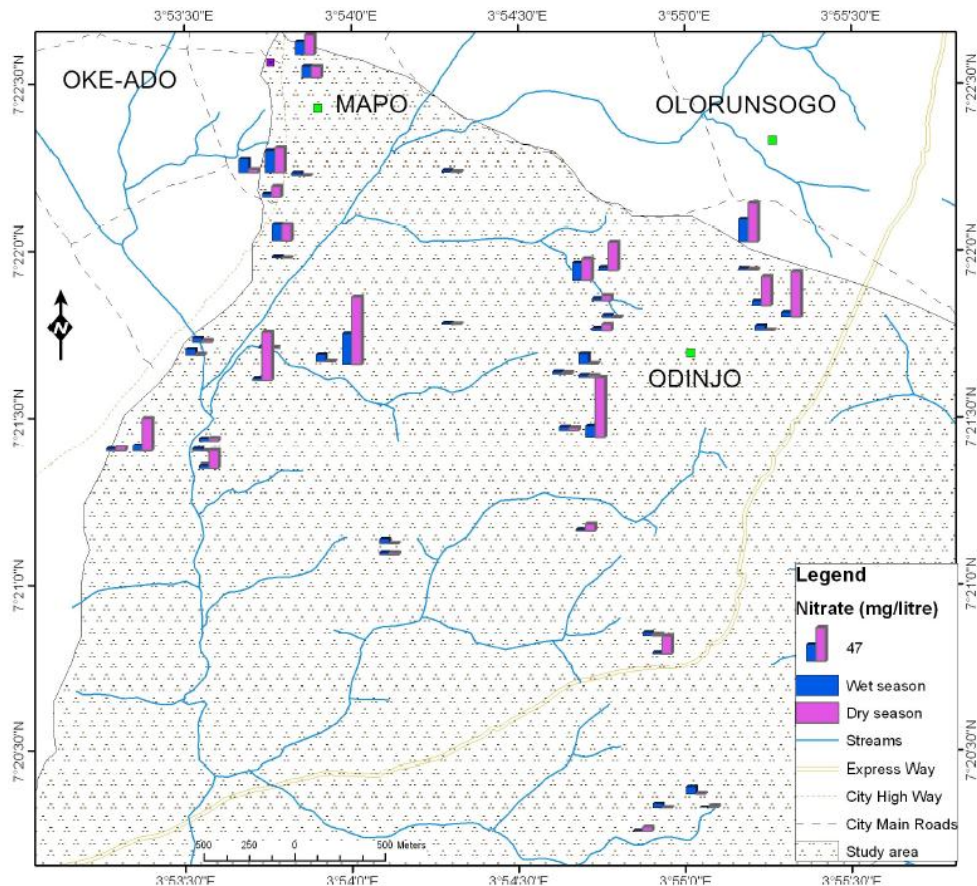 3°53'30"E 3°54'0"E 3°54'30"E 3°55'0"E 3°55'30"E
7°22'30"N 7°22'30"N
OKE-ADO
MAPO
OLORUNSOGO
7°22'0"N 7°22'0"N
N
ODINJO
7°21'30"N 7°21'30"N
7°21'0"N 7°21'0"N
Legend
Nitrate (mg/litre)
47
Wet season
Dry season
Streams
Express Way
City High Way
City Main Roads
Study area
7°20'30"N 7°20'30"N
500 250 0 500 Meters
3°53'30"E 3°54'0"E 3°54'30"E 3°55'0"E 3°55'30"E